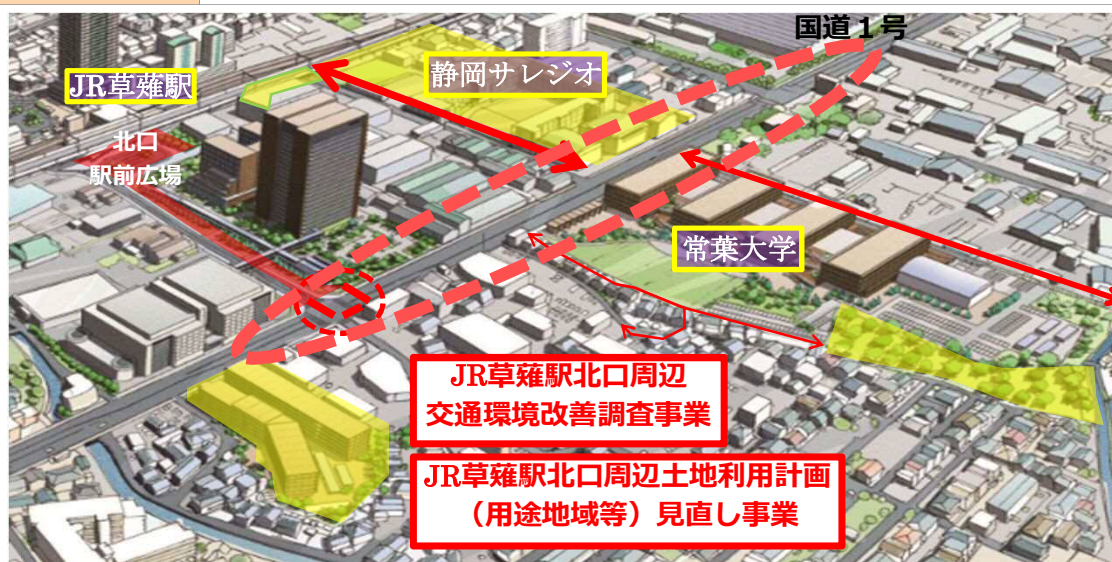 国道１号
JR草薙駅
静岡サレジオ
北口
駅前広場
常葉大学
JR草薙駅北口周辺
交通環境改善調査事業
JR草薙駅北口周辺土地利用計画
（用途地域等）見直し事業